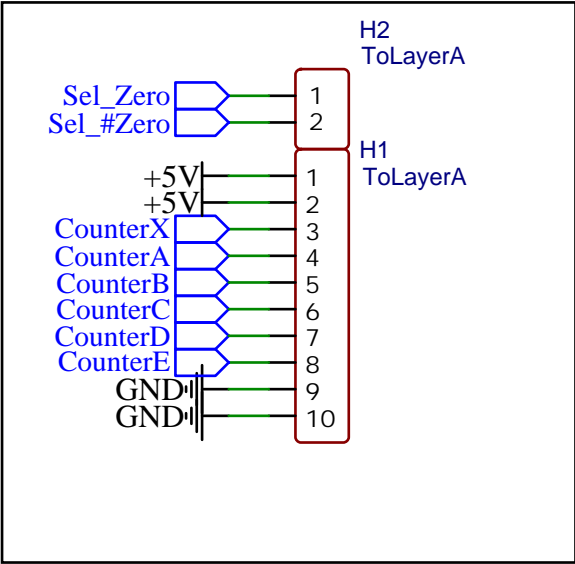 H2
ToLayerA
Sel_Zero 1
Sel_#Zero 2
H1
ToLayerA
+5V 1
+5V 2
CounterX 3
CounterA 4
CounterB 5
CounterC 6
CounterD 7
CounterE 8
GND 9
GND 10